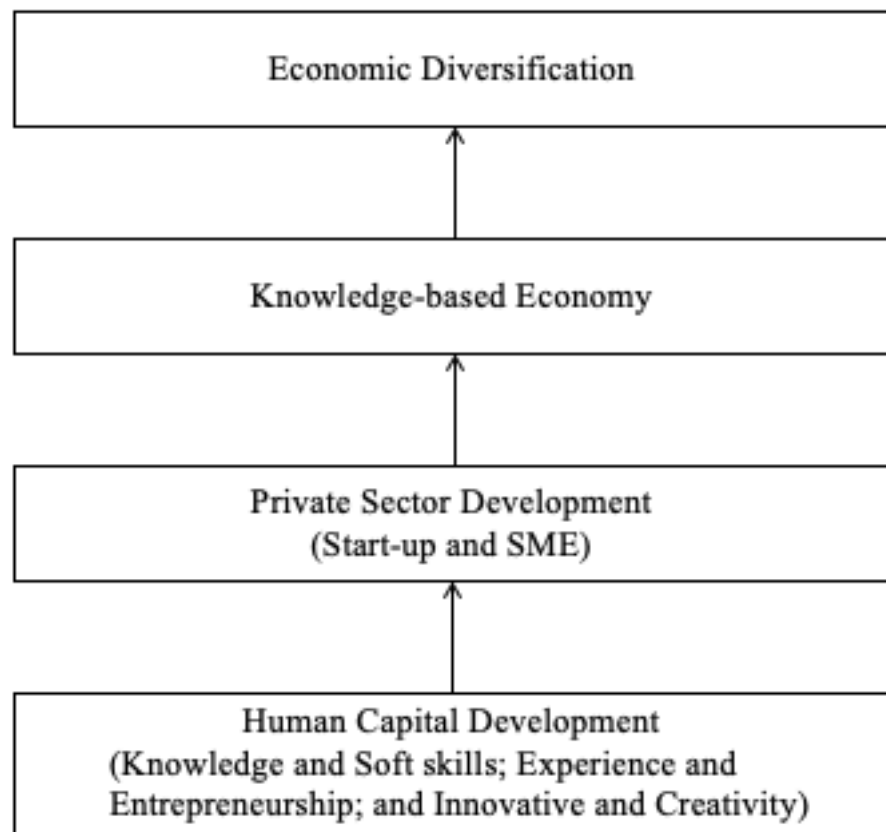 Economic Diversification
Knowledge-based Economy
Private Sector Development
(Start-up and SME)
Human Capital Development
(Knowledge and Soft skills; Experience and
Entrepreneurship; and Innovative and Creativity)